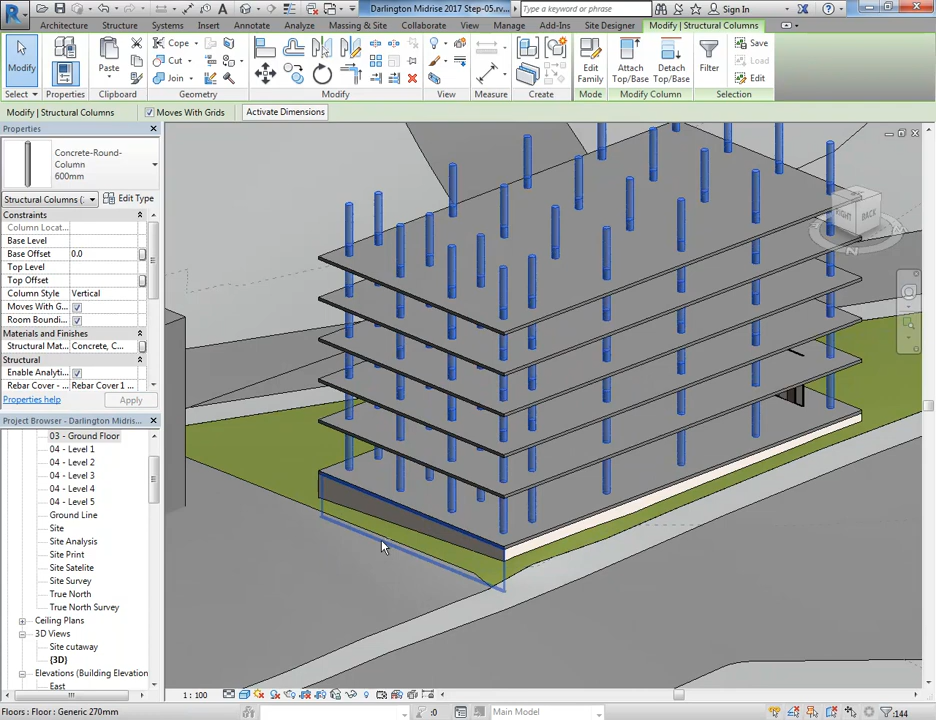 Darlington Midrise 2017 Step-05.rv...
Type a keyword or phrase
Sign In
Architecture Structure Systems Insert Annotate Analyze Massing & Site Collaborate View Manage Add-Ins Site Designer Modify | Structural Columns
Modify
Paste
Cope
Cut
Join
Edit
Family
Attach
Top/Base
Detach
Top/Base
Filter
Save
Load
Edit
Select Properties Clipboard Geometry Modify View Measure Create Mode Modify Column Selection
Modify | Structural Columns
Moves With Grids
Activate Dimensions
Properties
Concrete-Round-
Column
600mm
Structural Columns (
Edit Type
Constraints
Column Locat...
Base Level
Base Offset 0.0
Top Level
Top Offset
Column Style Vertical
Moves With G...
Room Boundi...
Materials and Finishes
Structural Mat... Concrete, C...
Structural
Enable Analyti...
Rebar Cover - ... Rebar Cover 1 ...
Properties help
Apply
Project Browser - Darlington Midris...
03 - Ground Floor
04 - Level 1
04 - Level 2
04 - Level 3
04 - Level 4
04 - Level 5
Ground Line
Site
Site Analysis
Site Print
Site Satelite
Site Survey
True North
True North Survey
Ceiling Plans
3D Views
Site cutaway
{3D}
Elevations (Building Elevation
East
RIGHT
BACK
N
1 : 100
Floors : Floor : Generic 270mm
:0
Main Model
:144